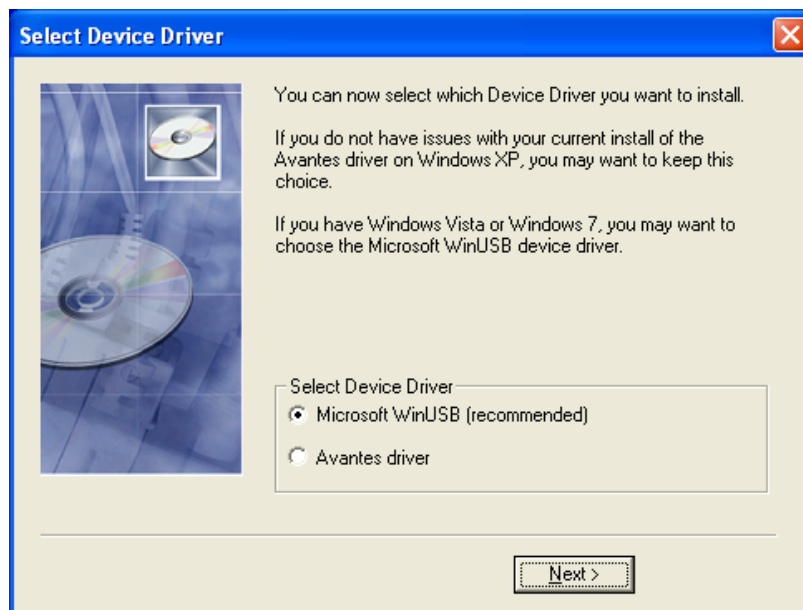 Select Device Driver
You can now select which Device Driver you want to install.
If you do not have issues with your current install of the
Avantes driver on Windows XP, you may want to keep this
choice.
If you have Windows Vista or Windows 7, you may want to
choose the Microsoft WinUSB device driver.
Select Device Driver
Microsoft WinUSB (recommended)
Avantes driver
Next >